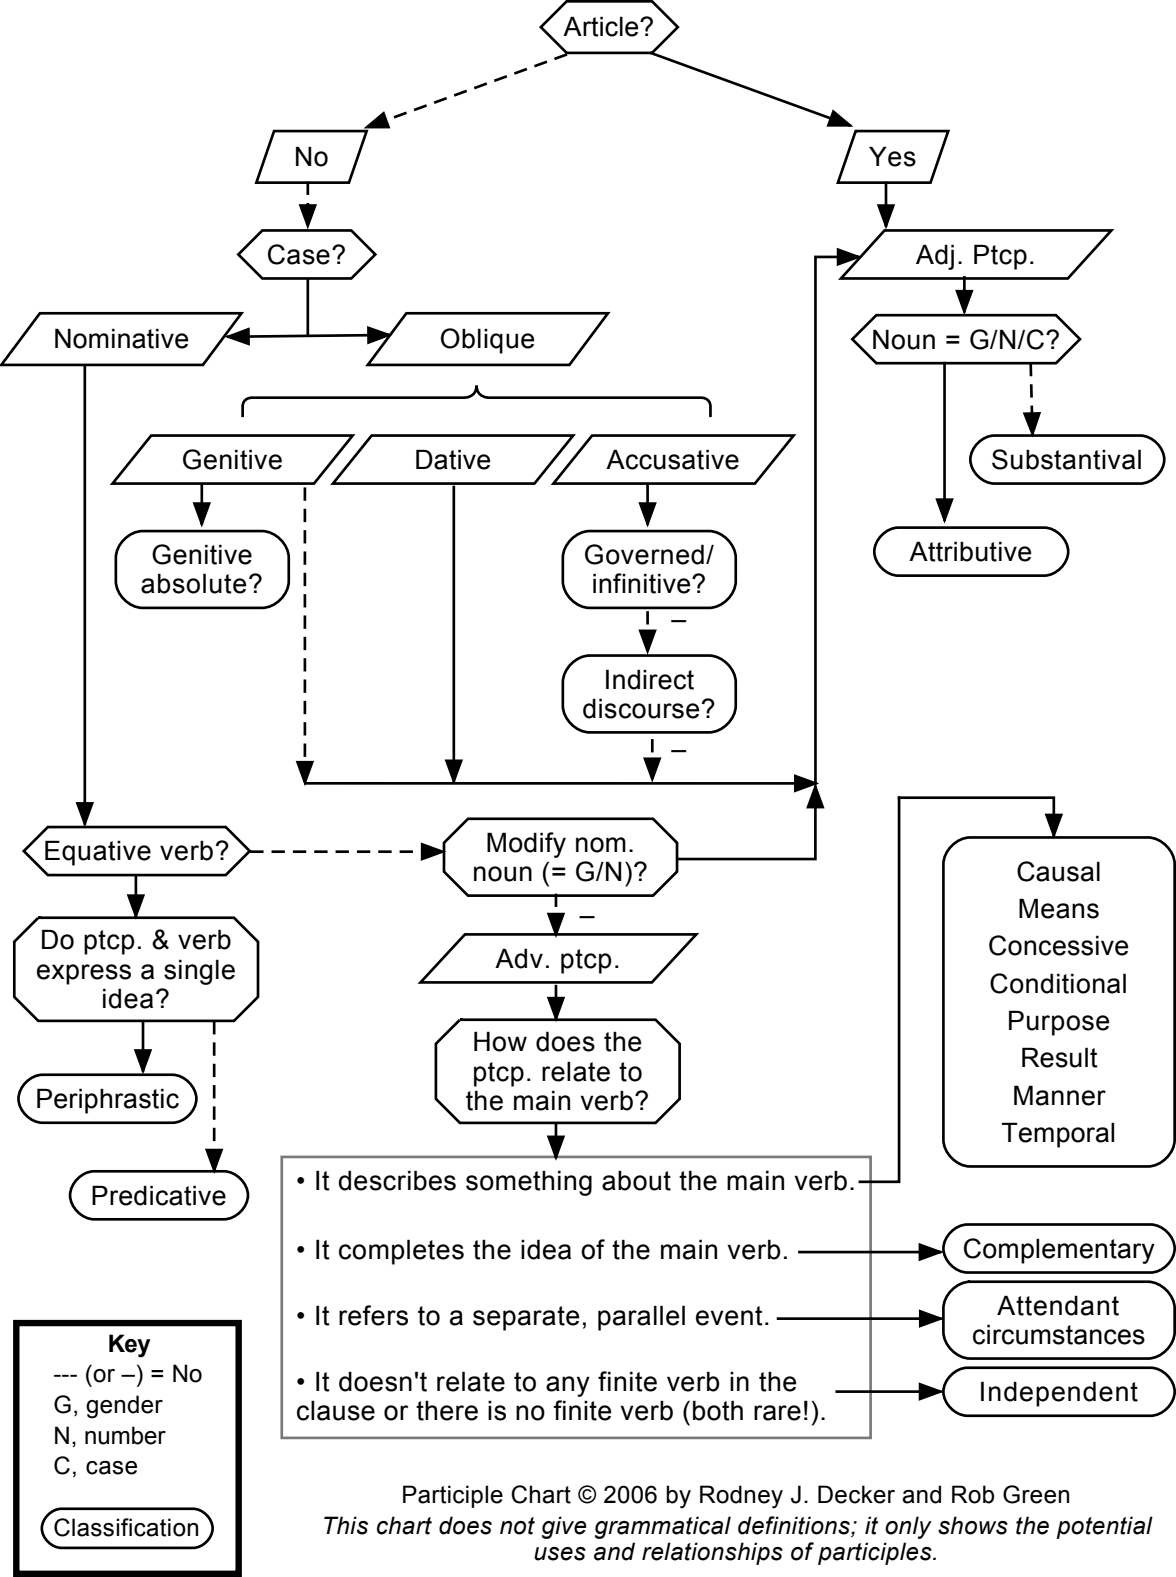 Article?
No
Yes
Case?
Adj. Ptcp.
Nominative
Oblique
Noun = G/N/C?
Genitive
Dative
Accusative
Substantival
Genitive
absolute?
Governed/
infinitive?
Attributive
–
Indirect
discourse?
–
Equative verb?
Modify nom.
noun (= G/N)?
–
Do ptcp. & verb
express a single
idea?
Adv. ptcp.
How does the
ptcp. relate to
the main verb?
Periphrastic
Predicative
Causal
Means
Concessive
Conditional
Purpose
Result
Manner
Temporal
• It describes something about the main verb.
• It completes the idea of the main verb.
Complementary
• It refers to a separate, parallel event.
Attendant
circumstances
• It doesn't relate to any finite verb in the
clause or there is no finite verb (both rare!).
Independent
Key
--- (or –) = No
G, gender
N, number
C, case
Classification
Participle Chart © 2006 by Rodney J. Decker and Rob Green
This chart does not give grammatical definitions; it only shows the potential
uses and relationships of participles.